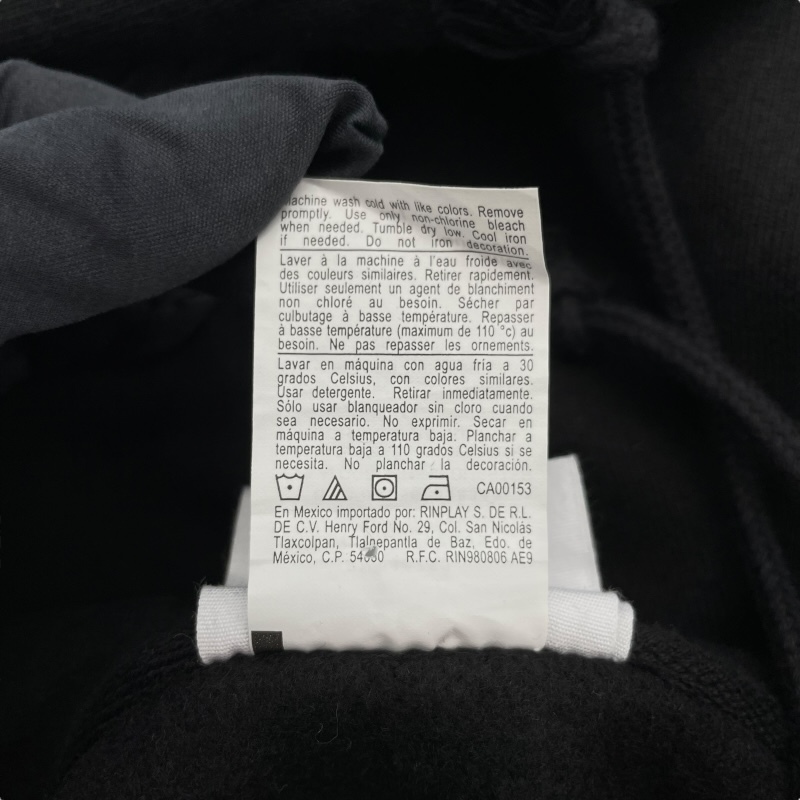 achine wash cold with like colors. Remove
promptly. Use only non-chlorine bleach
when needed. Tumble dry low. Cool iron
if needed. Do not iron decoration.
Laver à la machine à l'eau froide avec
des couleurs similaires. Retirer rapidement.
Utiliser seulement un agent de blanchiment
non chloré au besoin. Sécher par
culbutage à basse température. Repasser
à basse température (maximum de 110 °c) au
besoin. Ne pas repasser les ornements.
Lavar en máquina con agua fria a 30
grados Celsius, con colores similares.
Usar detergente. Retirar inmediatamente.
Sólo usar blanqueador sin cloro cuando
sea necesario. No exprimir. Secar en
máquina a temperatura baja. Planchar a
temperatura baja a 110 grados Celsius si se
necesita. No planchar la decoración.
CA00153
En Mexico importado por: RINPLAY S. DE R.L.
DE C.V. Henry Ford No. 29, Col. San Nicolás
Tlaxcolpan, Tlalnepantla de Baz, Edo. de
México, C.P. R.F.C. RIN980806 AE9